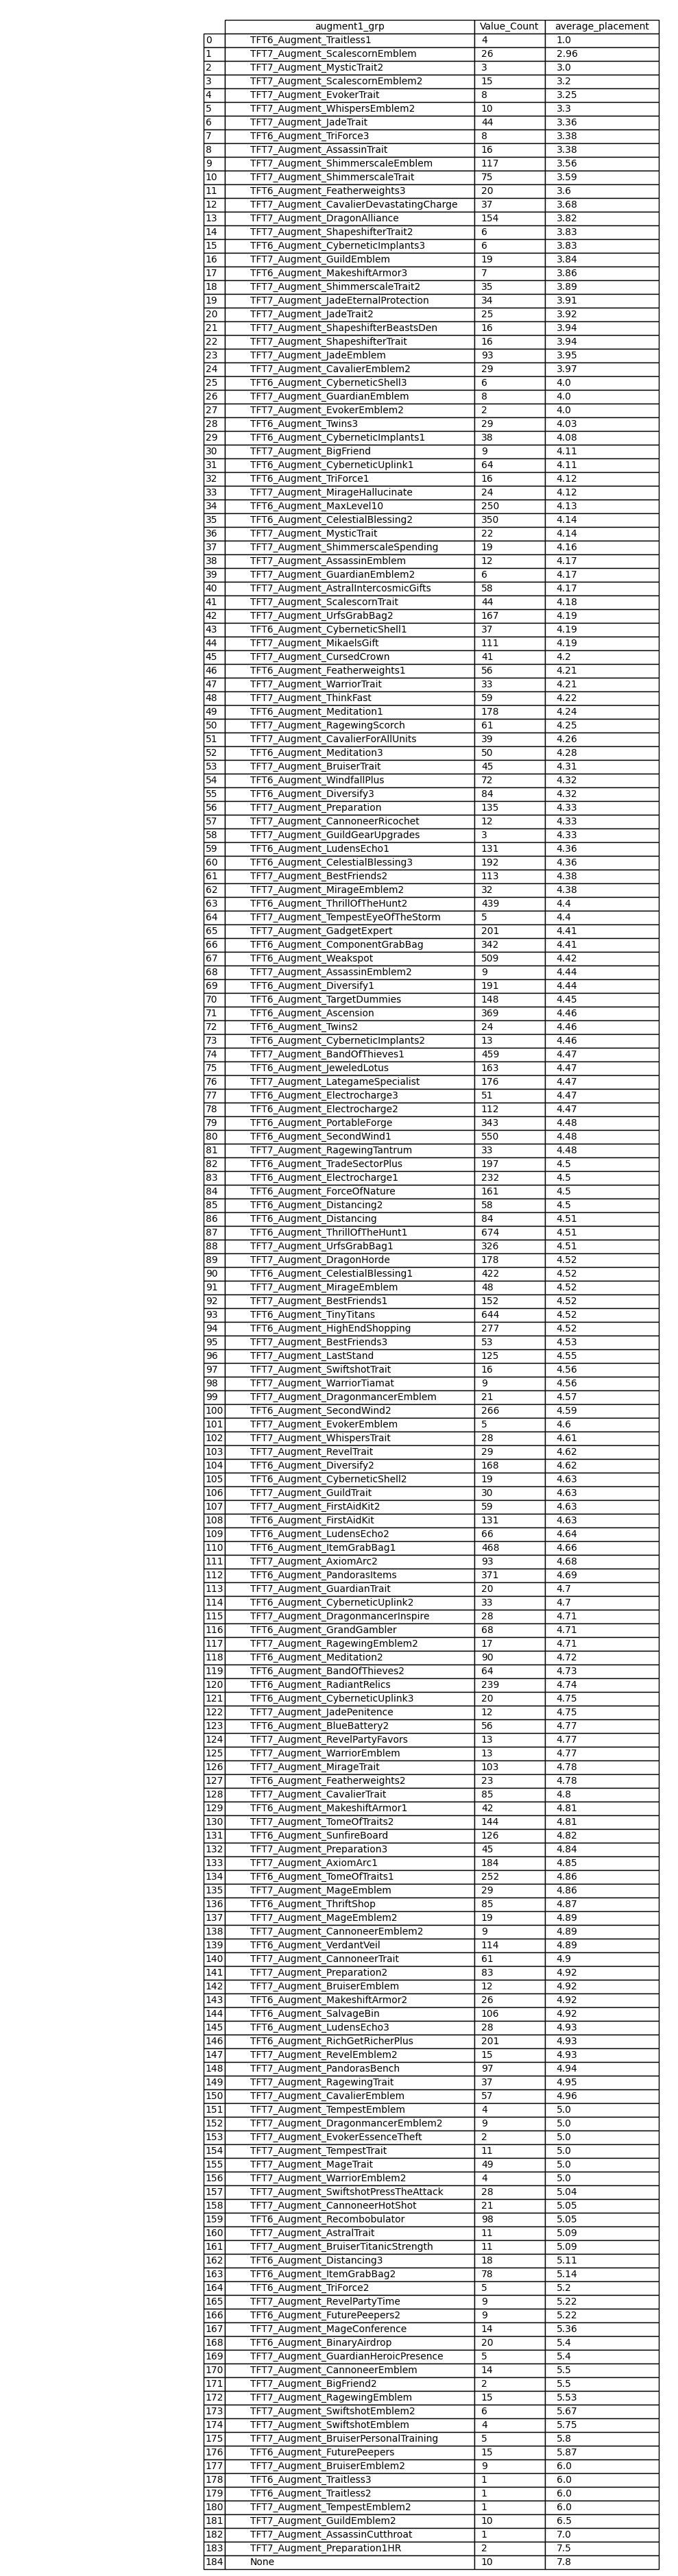 augment1_grp Value_Count average_placement
0 TFT6_Augment_Traitless1 4 1.0
1 TFT7_Augment_ScalescornEmblem 26 2.96
2 TFT7_Augment_MysticTrait2 3 3.0
3 TFT7_Augment_ScalescornEmblem2 15 3.2
4 TFT7_Augment_EvokerTrait 8 3.25
5 TFT7_Augment_WhispersEmblem2 10 3.3
6 TFT7_Augment_JadeTrait 44 3.36
7 TFT6_Augment_TriForce3 8 3.38
8 TFT7_Augment_AssassinTrait 16 3.38
9 TFT7_Augment_ShimmerscaleEmblem 117 3.56
10 TFT7_Augment_ShimmerscaleTrait 75 3.59
11 TFT6_Augment_Featherweights3 20 3.6
12 TFT7_Augment_CavalierDevastatingCharge 37 3.68
13 TFT7_Augment_DragonAlliance 154 3.82
14 TFT7_Augment_ShapeshifterTrait2 6 3.83
15 TFT6_Augment_CyberneticImplants3 6 3.83
16 TFT7_Augment_GuildEmblem 19 3.84
17 TFT6_Augment_MakeshiftArmor3 7 3.86
18 TFT7_Augment_ShimmerscaleTrait2 35 3.89
19 TFT7_Augment_JadeEternalProtection 34 3.91
20 TFT7_Augment_JadeTrait2 25 3.92
21 TFT7_Augment_ShapeshifterBeastsDen 16 3.94
22 TFT7_Augment_ShapeshifterTrait 16 3.94
23 TFT7_Augment_JadeEmblem 93 3.95
24 TFT7_Augment_CavalierEmblem2 29 3.97
25 TFT6_Augment_CyberneticShell3 6 4.0
26 TFT7_Augment_GuardianEmblem 8 4.0
27 TFT7_Augment_EvokerEmblem2 2 4.0
28 TFT6_Augment_Twins3 29 4.03
29 TFT6_Augment_CyberneticImplants1 38 4.08
30 TFT7_Augment_BigFriend 9 4.11
31 TFT6_Augment_CyberneticUplink1 64 4.11
32 TFT6_Augment_TriForce1 16 4.12
33 TFT7_Augment_MirageHallucinate 24 4.12
34 TFT6_Augment_MaxLevel10 250 4.13
35 TFT6_Augment_CelestialBlessing2 350 4.14
36 TFT7_Augment_MysticTrait 22 4.14
37 TFT7_Augment_ShimmerscaleSpending 19 4.16
38 TFT7_Augment_AssassinEmblem 12 4.17
39 TFT7_Augment_GuardianEmblem2 6 4.17
40 TFT7_Augment_AstralIntercosmicGifts 58 4.17
41 TFT7_Augment_ScalescornTrait 44 4.18
42 TFT7_Augment_UrfsGrabBag2 167 4.19
43 TFT6_Augment_CyberneticShell1 37 4.19
44 TFT7_Augment_MikaelsGift 111 4.19
45 TFT7_Augment_CursedCrown 41 4.2
46 TFT6_Augment_Featherweights1 56 4.21
47 TFT7_Augment_WarriorTrait 33 4.21
48 TFT7_Augment_ThinkFast 59 4.22
49 TFT6_Augment_Meditation1 178 4.24
50 TFT7_Augment_RagewingScorch 61 4.25
51 TFT7_Augment_CavalierForAllUnits 39 4.26
52 TFT6_Augment_Meditation3 50 4.28
53 TFT7_Augment_BruiserTrait 45 4.31
54 TFT6_Augment_WindfallPlus 72 4.32
55 TFT6_Augment_Diversify3 84 4.32
56 TFT7_Augment_Preparation 135 4.33
57 TFT7_Augment_CannoneerRicochet 12 4.33
58 TFT7_Augment_GuildGearUpgrades 3 4.33
59 TFT6_Augment_LudensEcho1 131 4.36
60 TFT6_Augment_CelestialBlessing3 192 4.36
61 TFT7_Augment_BestFriends2 113 4.38
62 TFT7_Augment_MirageEmblem2 32 4.38
63 TFT6_Augment_ThrillOfTheHunt2 439 4.4
64 TFT7_Augment_TempestEyeOfTheStorm 5 4.4
65 TFT7_Augment_GadgetExpert 201 4.41
66 TFT6_Augment_ComponentGrabBag 342 4.41
67 TFT6_Augment_Weakspot 509 4.42
68 TFT7_Augment_AssassinEmblem2 9 4.44
69 TFT6_Augment_Diversify1 191 4.44
70 TFT6_Augment_TargetDummies 148 4.45
71 TFT6_Augment_Ascension 369 4.46
72 TFT6_Augment_Twins2 24 4.46
73 TFT6_Augment_CyberneticImplants2 13 4.46
74 TFT7_Augment_BandOfThieves1 459 4.47
75 TFT6_Augment_JeweledLotus 163 4.47
76 TFT7_Augment_LategameSpecialist 176 4.47
77 TFT6_Augment_Electrocharge3 51 4.47
78 TFT6_Augment_Electrocharge2 112 4.47
79 TFT6_Augment_PortableForge 343 4.48
80 TFT6_Augment_SecondWind1 550 4.48
81 TFT7_Augment_RagewingTantrum 33 4.48
82 TFT6_Augment_TradeSectorPlus 197 4.5
83 TFT6_Augment_Electrocharge1 232 4.5
84 TFT6_Augment_ForceOfNature 161 4.5
85 TFT6_Augment_Distancing2 58 4.5
86 TFT6_Augment_Distancing 84 4.51
87 TFT6_Augment_ThrillOfTheHunt1 674 4.51
88 TFT7_Augment_UrfsGrabBag1 326 4.51
89 TFT7_Augment_DragonHorde 178 4.52
90 TFT6_Augment_CelestialBlessing1 422 4.52
91 TFT7_Augment_MirageEmblem 48 4.52
92 TFT7_Augment_BestFriends1 152 4.52
93 TFT6_Augment_TinyTitans 644 4.52
94 TFT6_Augment_HighEndShopping 277 4.52
95 TFT7_Augment_BestFriends3 53 4.53
96 TFT7_Augment_LastStand 125 4.55
97 TFT7_Augment_SwiftshotTrait 16 4.56
98 TFT7_Augment_WarriorTiamat 9 4.56
99 TFT7_Augment_DragonmancerEmblem 21 4.57
100 TFT6_Augment_SecondWind2 266 4.59
101 TFT7_Augment_EvokerEmblem 5 4.6
102 TFT7_Augment_WhispersTrait 28 4.61
103 TFT7_Augment_RevelTrait 29 4.62
104 TFT6_Augment_Diversify2 168 4.62
105 TFT6_Augment_CyberneticShell2 19 4.63
106 TFT7_Augment_GuildTrait 30 4.63
107 TFT7_Augment_FirstAidKit2 59 4.63
108 TFT6_Augment_FirstAidKit 131 4.63
109 TFT6_Augment_LudensEcho2 66 4.64
110 TFT6_Augment_ItemGrabBag1 468 4.66
111 TFT7_Augment_AxiomArc2 93 4.68
112 TFT6_Augment_PandorasItems 371 4.69
113 TFT7_Augment_GuardianTrait 20 4.7
114 TFT6_Augment_CyberneticUplink2 33 4.7
115 TFT7_Augment_DragonmancerInspire 28 4.71
116 TFT6_Augment_GrandGambler 68 4.71
117 TFT7_Augment_RagewingEmblem2 17 4.71
118 TFT6_Augment_Meditation2 90 4.72
119 TFT6_Augment_BandOfThieves2 64 4.73
120 TFT6_Augment_RadiantRelics 239 4.74
121 TFT6_Augment_CyberneticUplink3 20 4.75
122 TFT7_Augment_JadePenitence 12 4.75
123 TFT6_Augment_BlueBattery2 56 4.77
124 TFT7_Augment_RevelPartyFavors 13 4.77
125 TFT7_Augment_WarriorEmblem 13 4.77
126 TFT7_Augment_MirageTrait 103 4.78
127 TFT6_Augment_Featherweights2 23 4.78
128 TFT7_Augment_CavalierTrait 85 4.8
129 TFT6_Augment_MakeshiftArmor1 42 4.81
130 TFT7_Augment_TomeOfTraits2 144 4.81
131 TFT6_Augment_SunfireBoard 126 4.82
132 TFT7_Augment_Preparation3 45 4.84
133 TFT7_Augment_AxiomArc1 184 4.85
134 TFT6_Augment_TomeOfTraits1 252 4.86
135 TFT7_Augment_MageEmblem 29 4.86
136 TFT6_Augment_ThriftShop 85 4.87
137 TFT7_Augment_MageEmblem2 19 4.89
138 TFT7_Augment_CannoneerEmblem2 9 4.89
139 TFT6_Augment_VerdantVeil 114 4.89
140 TFT7_Augment_CannoneerTrait 61 4.9
141 TFT7_Augment_Preparation2 83 4.92
142 TFT7_Augment_BruiserEmblem 12 4.92
143 TFT6_Augment_MakeshiftArmor2 26 4.92
144 TFT6_Augment_SalvageBin 106 4.92
145 TFT6_Augment_LudensEcho3 28 4.93
146 TFT6_Augment_RichGetRicherPlus 201 4.93
147 TFT7_Augment_RevelEmblem2 15 4.93
148 TFT7_Augment_PandorasBench 97 4.94
149 TFT7_Augment_RagewingTrait 37 4.95
150 TFT7_Augment_CavalierEmblem 57 4.96
151 TFT7_Augment_TempestEmblem 4 5.0
152 TFT7_Augment_DragonmancerEmblem2 9 5.0
153 TFT7_Augment_EvokerEssenceTheft 2 5.0
154 TFT7_Augment_TempestTrait 11 5.0
155 TFT7_Augment_MageTrait 49 5.0
156 TFT7_Augment_WarriorEmblem2 4 5.0
157 TFT7_Augment_SwiftshotPressTheAttack 28 5.04
158 TFT7_Augment_CannoneerHotShot 21 5.05
159 TFT6_Augment_Recombobulator 98 5.05
160 TFT7_Augment_AstralTrait 11 5.09
161 TFT7_Augment_BruiserTitanicStrength 11 5.09
162 TFT6_Augment_Distancing3 18 5.11
163 TFT6_Augment_ItemGrabBag2 78 5.14
164 TFT6_Augment_TriForce2 5 5.2
165 TFT7_Augment_RevelPartyTime 9 5.22
166 TFT6_Augment_FuturePeepers2 9 5.22
167 TFT7_Augment_MageConference 14 5.36
168 TFT6_Augment_BinaryAirdrop 20 5.4
169 TFT7_Augment_GuardianHeroicPresence 5 5.4
170 TFT7_Augment_CannoneerEmblem 14 5.5
171 TFT7_Augment_BigFriend2 2 5.5
172 TFT7_Augment_RagewingEmblem 15 5.53
173 TFT7_Augment_SwiftshotEmblem2 6 5.67
174 TFT7_Augment_SwiftshotEmblem 4 5.75
175 TFT7_Augment_BruiserPersonalTraining 5 5.8
176 TFT6_Augment_FuturePeepers 15 5.87
177 TFT7_Augment_BruiserEmblem2 9 6.0
178 TFT6_Augment_Traitless3 1 6.0
179 TFT6_Augment_Traitless2 1 6.0
180 TFT7_Augment_TempestEmblem2 1 6.0
181 TFT7_Augment_GuildEmblem2 10 6.5
182 TFT7_Augment_AssassinCutthroat 1 7.0
183 TFT7_Augment_Preparation1HR 2 7.5
184 None 10 7.8